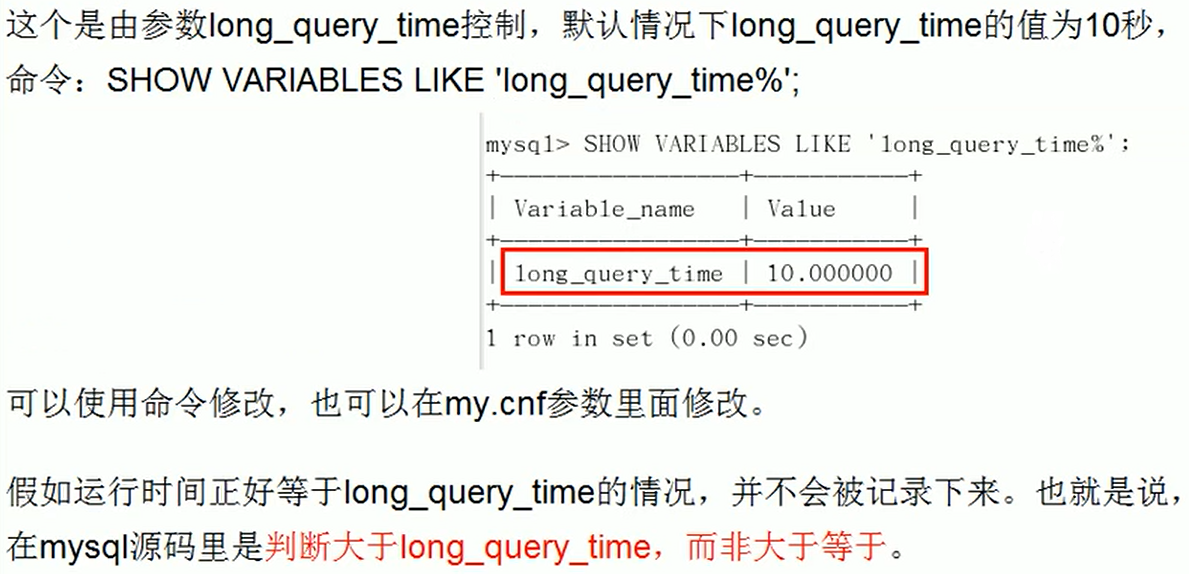 这个是由参数long_query_time控制，默认情况下long_query_time的值为10秒，
命令：SHOW VARIABLES LIKE 'long_query_time%';
mysql> SHOW VARIABLES LIKE 'long_query_time%';
+-----------------+-----------+
| Variable_name | Value |
+-----------------+-----------+
| long_query_time | 10.000000 |
+-----------------+-----------+
1 row in set (0.00 sec)
可以使用命令修改，也可以在my.cnf参数里面修改。
假如运行时间正好等于long_query_time的情况，并不会被记录下来。也就是说，
在mysql源码里是判断大于long_query_time，而非大于等于。